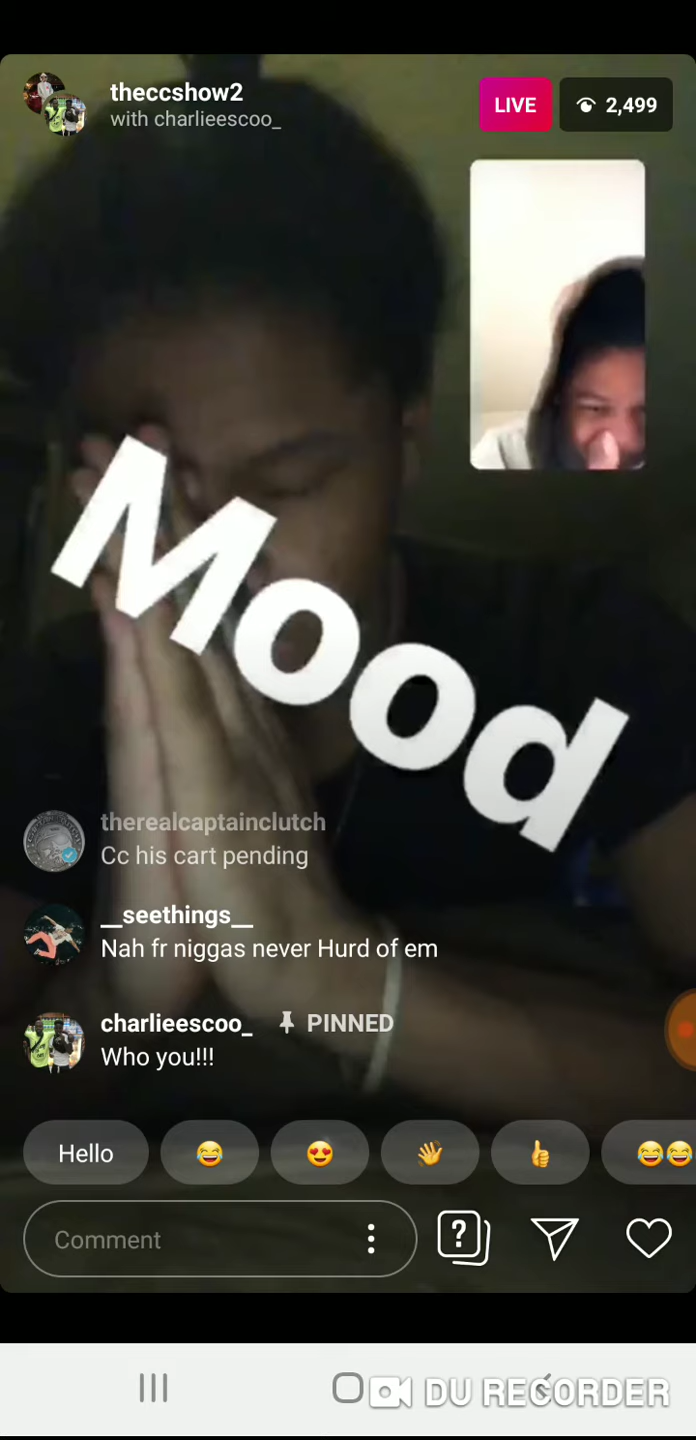 theccshow2
with charlieescoo_
LIVE
2,499
Mood
therealcaptainclutch
Cc his cart pending
__seethings__
Nah fr niggas never Hurd of em
charlieescoo_ PINNED
Who you!!!
Hello
Comment
DU RECORDER